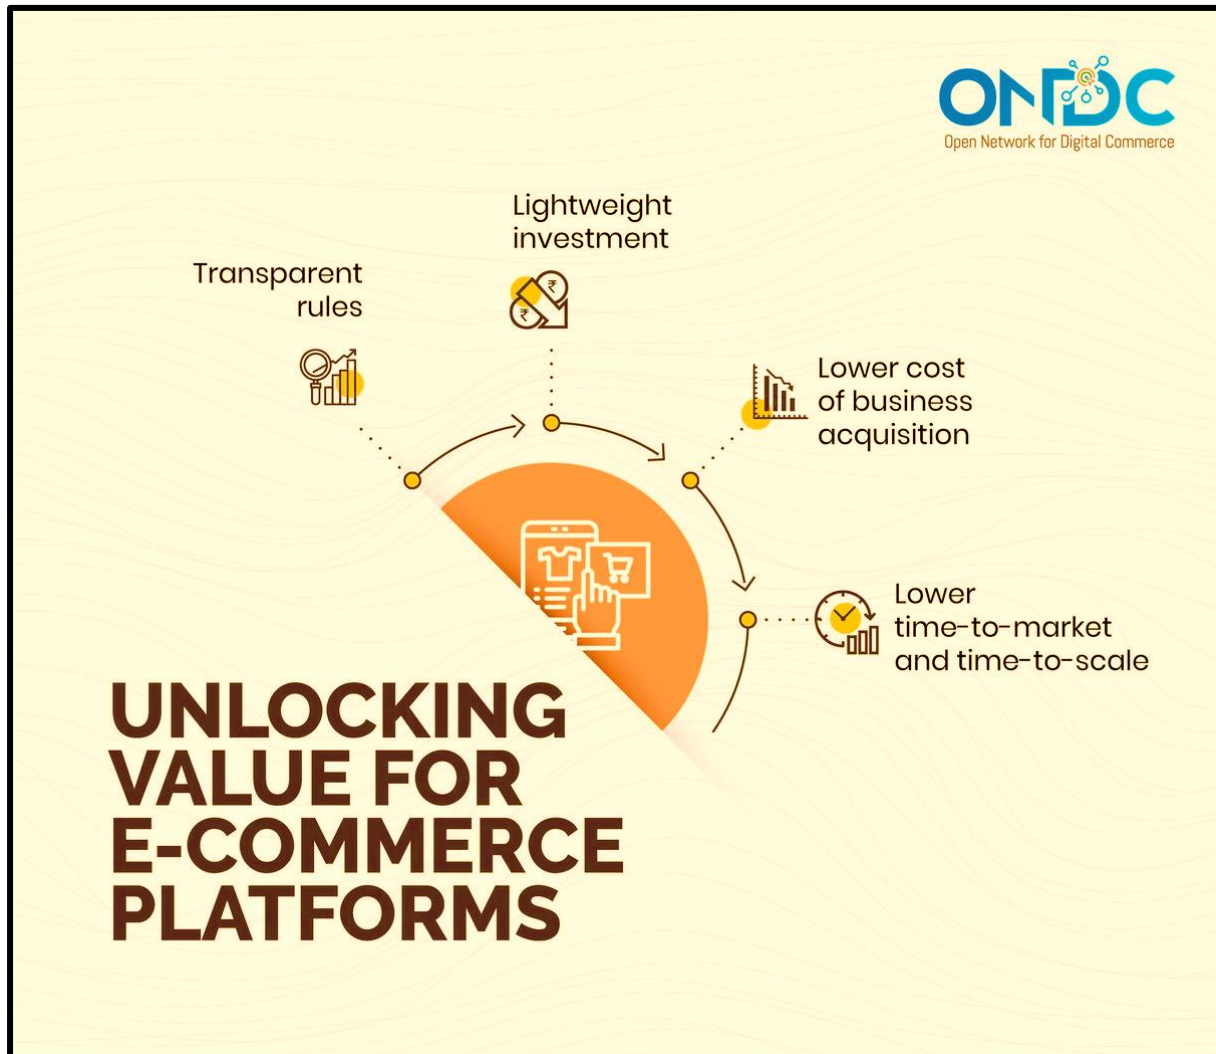 ONDC
Open Network for Digital Commerce
Lightweight
investment
Transparent
rules
₹
₹
Lower cost
of business
acquisition
Lower
time-to-market
and time-to-scale
UNLOCKING
VALUE FOR
E-COMMERCE
PLATFORMS